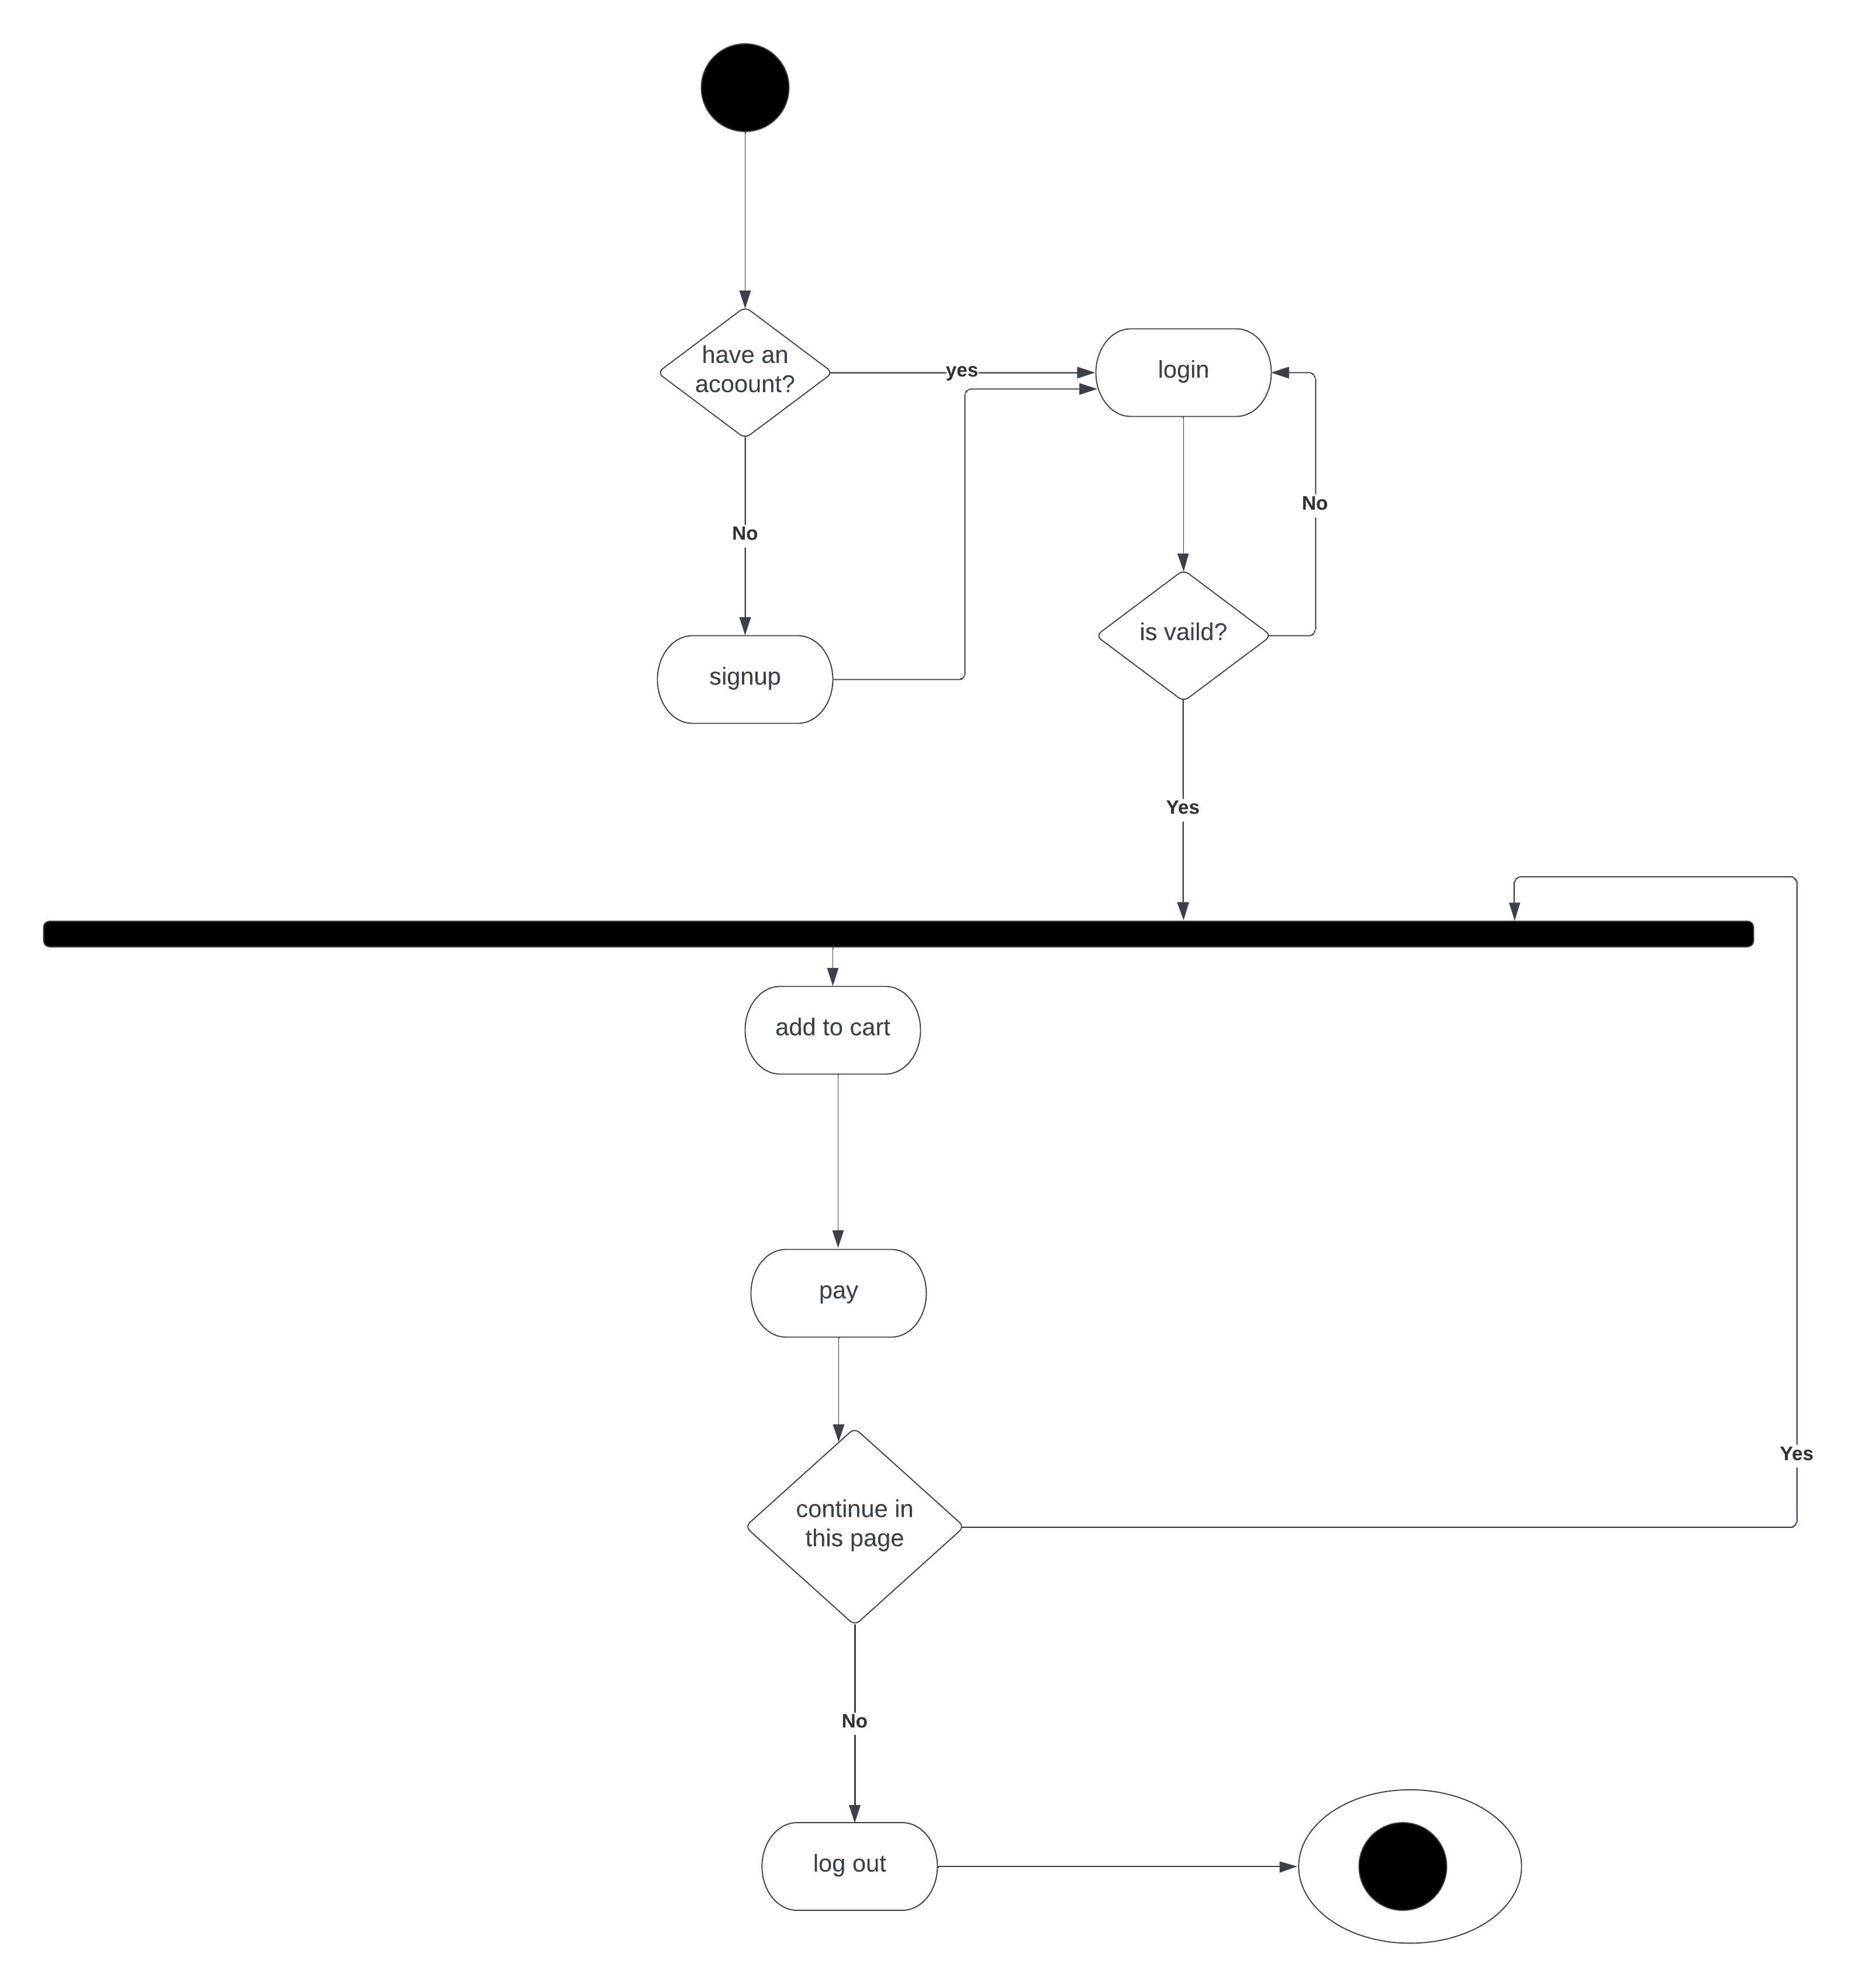 have an
acoount?
yes
login
No
No
is vaild?
signup
Yes
add to cart
pay
Yes
continue in
this page
No
log out